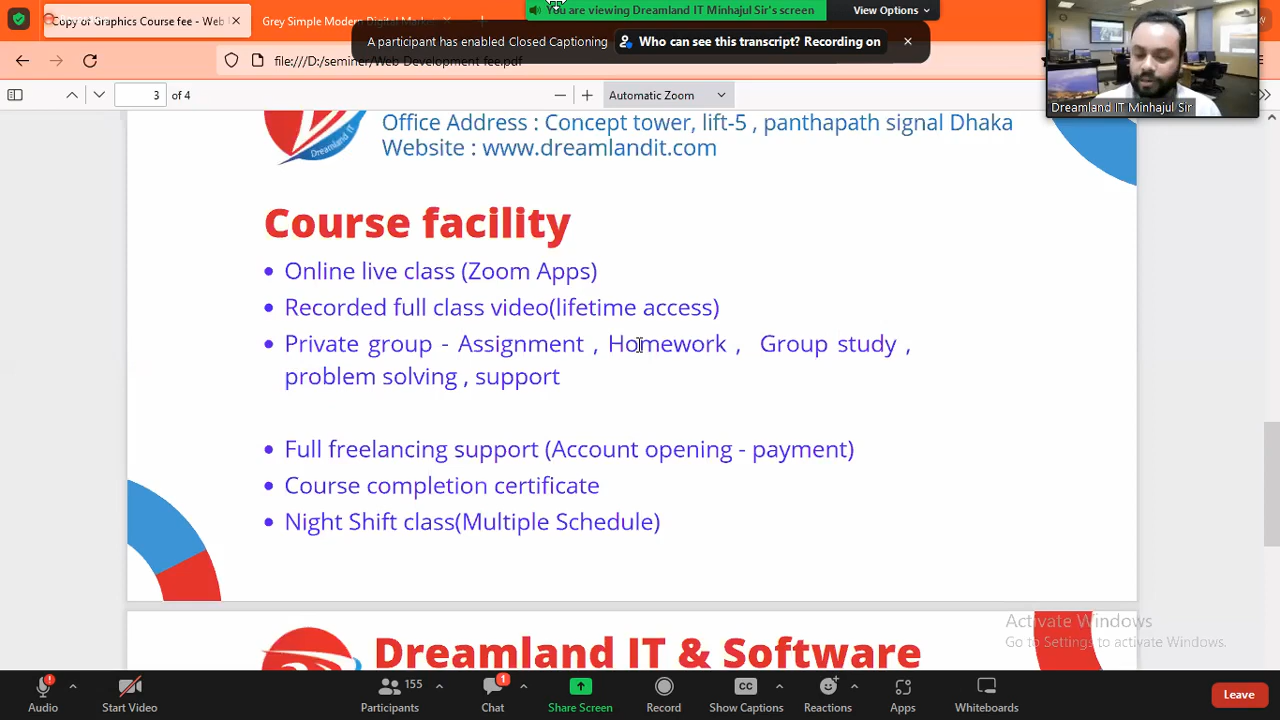 Copy of Graphics Course fee - Web
Grey Simple Modern Digital Mark
You are viewing Dreamland IT Minhajul Sir's screen
View Options
A participant has enabled Closed Captioning
Who can see this transcript? Recording on
file:///D:/seminer/Web Development fee.pdf
3 of 4
Automatic Zoom
Dreamland IT Minhajul Sir
Dreamland IT
Office Address : Concept tower, lift-5 , panthapath signal Dhaka
Website : www.dreamlandit.com
Course facility
Online live class (Zoom Apps)
Recorded full class video(lifetime access)
Private group - Assignment , Homework , Group study ,
problem solving , support
Full freelancing support (Account opening - payment)
Course completion certificate
Night Shift class(Multiple Schedule)
Activate Windows
Go to Settings to activate Windows.
Dreamland IT & Software
Audio
Start Video
155
Participants
1
Chat
Share Screen
Record
CC
Show Captions
Reactions
Apps
Whiteboards
Leave